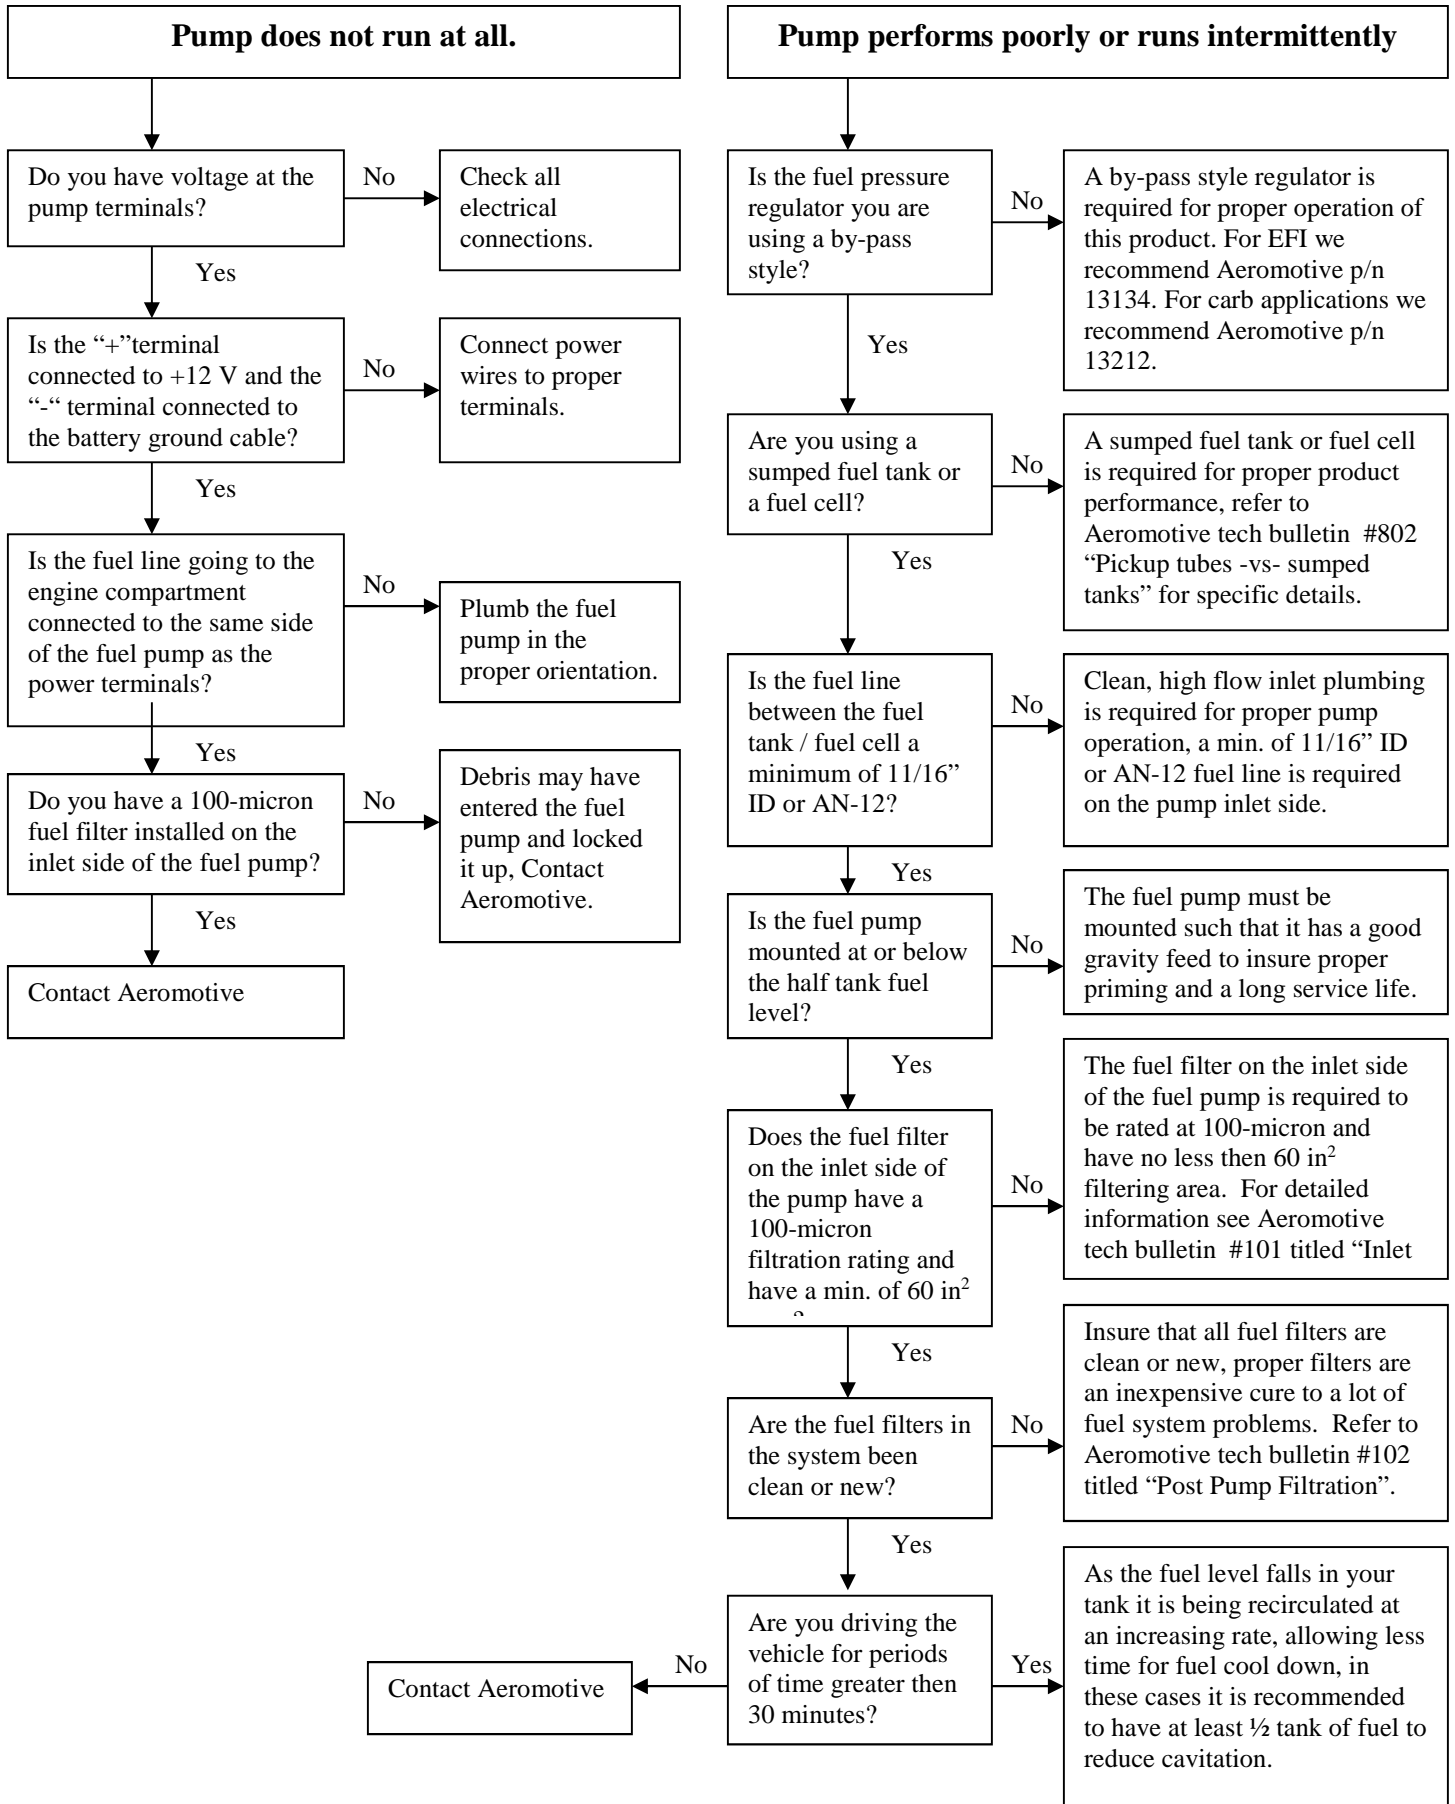 Pump does not run at all.
Do you have voltage at the
pump terminals?
No
Check all
electrical
connections.
Yes
Is the “+”terminal
connected to +12 V and the
“-“ terminal connected to
the battery ground cable?
No
Connect power
wires to proper
terminals.
Yes
Is the fuel line going to the
engine compartment
connected to the same side
of the fuel pump as the
power terminals?
No
Plumb the fuel
pump in the
proper orientation.
Yes
Do you have a 100-micron
fuel filter installed on the
inlet side of the fuel pump?
No
Debris may have
entered the fuel
pump and locked
it up, Contact
Aeromotive.
Yes
Contact Aeromotive
Pump performs poorly or runs intermittently
Is the fuel pressure
regulator you are
using a by-pass
style?
No
A by-pass style regulator is
required for proper operation of
this product. For EFI we
recommend Aeromotive p/n
13134. For carb applications we
recommend Aeromotive p/n
13212.
Yes
Are you using a
sumped fuel tank or
a fuel cell?
No
A sumped fuel tank or fuel cell
is required for proper product
performance, refer to
Aeromotive tech bulletin  #802
“Pickup tubes -vs- sumped
tanks” for specific details.
Yes
Is the fuel line
between the fuel
tank / fuel cell a
minimum of 11/16”
ID or AN-12?
No
Clean, high flow inlet plumbing
is required for proper pump
operation, a min. of 11/16” ID
or AN-12 fuel line is required
on the pump inlet side.
Yes
Is the fuel pump
mounted at or below
the half tank fuel
level?
No
The fuel pump must be
mounted such that it has a good
gravity feed to insure proper
priming and a long service life.
Yes
Does the fuel filter
on the inlet side of
the pump have a
100-micron
filtration rating and
have a min. of 60 in²
No
The fuel filter on the inlet side
of the fuel pump is required to
be rated at 100-micron and
have no less then 60 in²
filtering area.  For detailed
information see Aeromotive
tech bulletin  #101 titled “Inlet
Yes
Are the fuel filters in
the system been
clean or new?
No
Insure that all fuel filters are
clean or new, proper filters are
an inexpensive cure to a lot of
fuel system problems.  Refer to
Aeromotive tech bulletin #102
titled “Post Pump Filtration”.
Yes
Are you driving the
vehicle for periods
of time greater then
30 minutes?
No
Contact Aeromotive
Yes
As the fuel level falls in your
tank it is being recirculated at
an increasing rate, allowing less
time for fuel cool down, in
these cases it is recommended
to have at least ½ tank of fuel to
reduce cavitation.